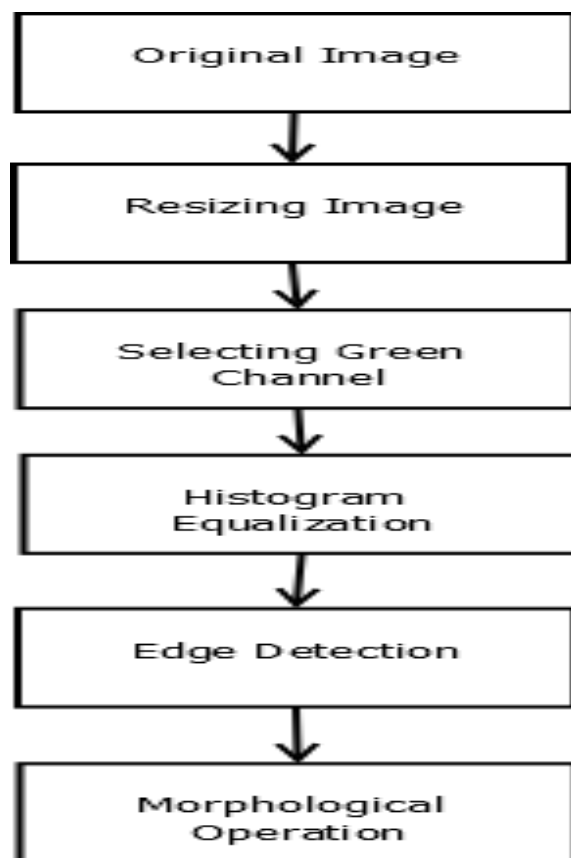 Original Image
Resizing Image
Selecting Green
Channel
Histogram
Equalization
Edge Detection
Morphological
Operation